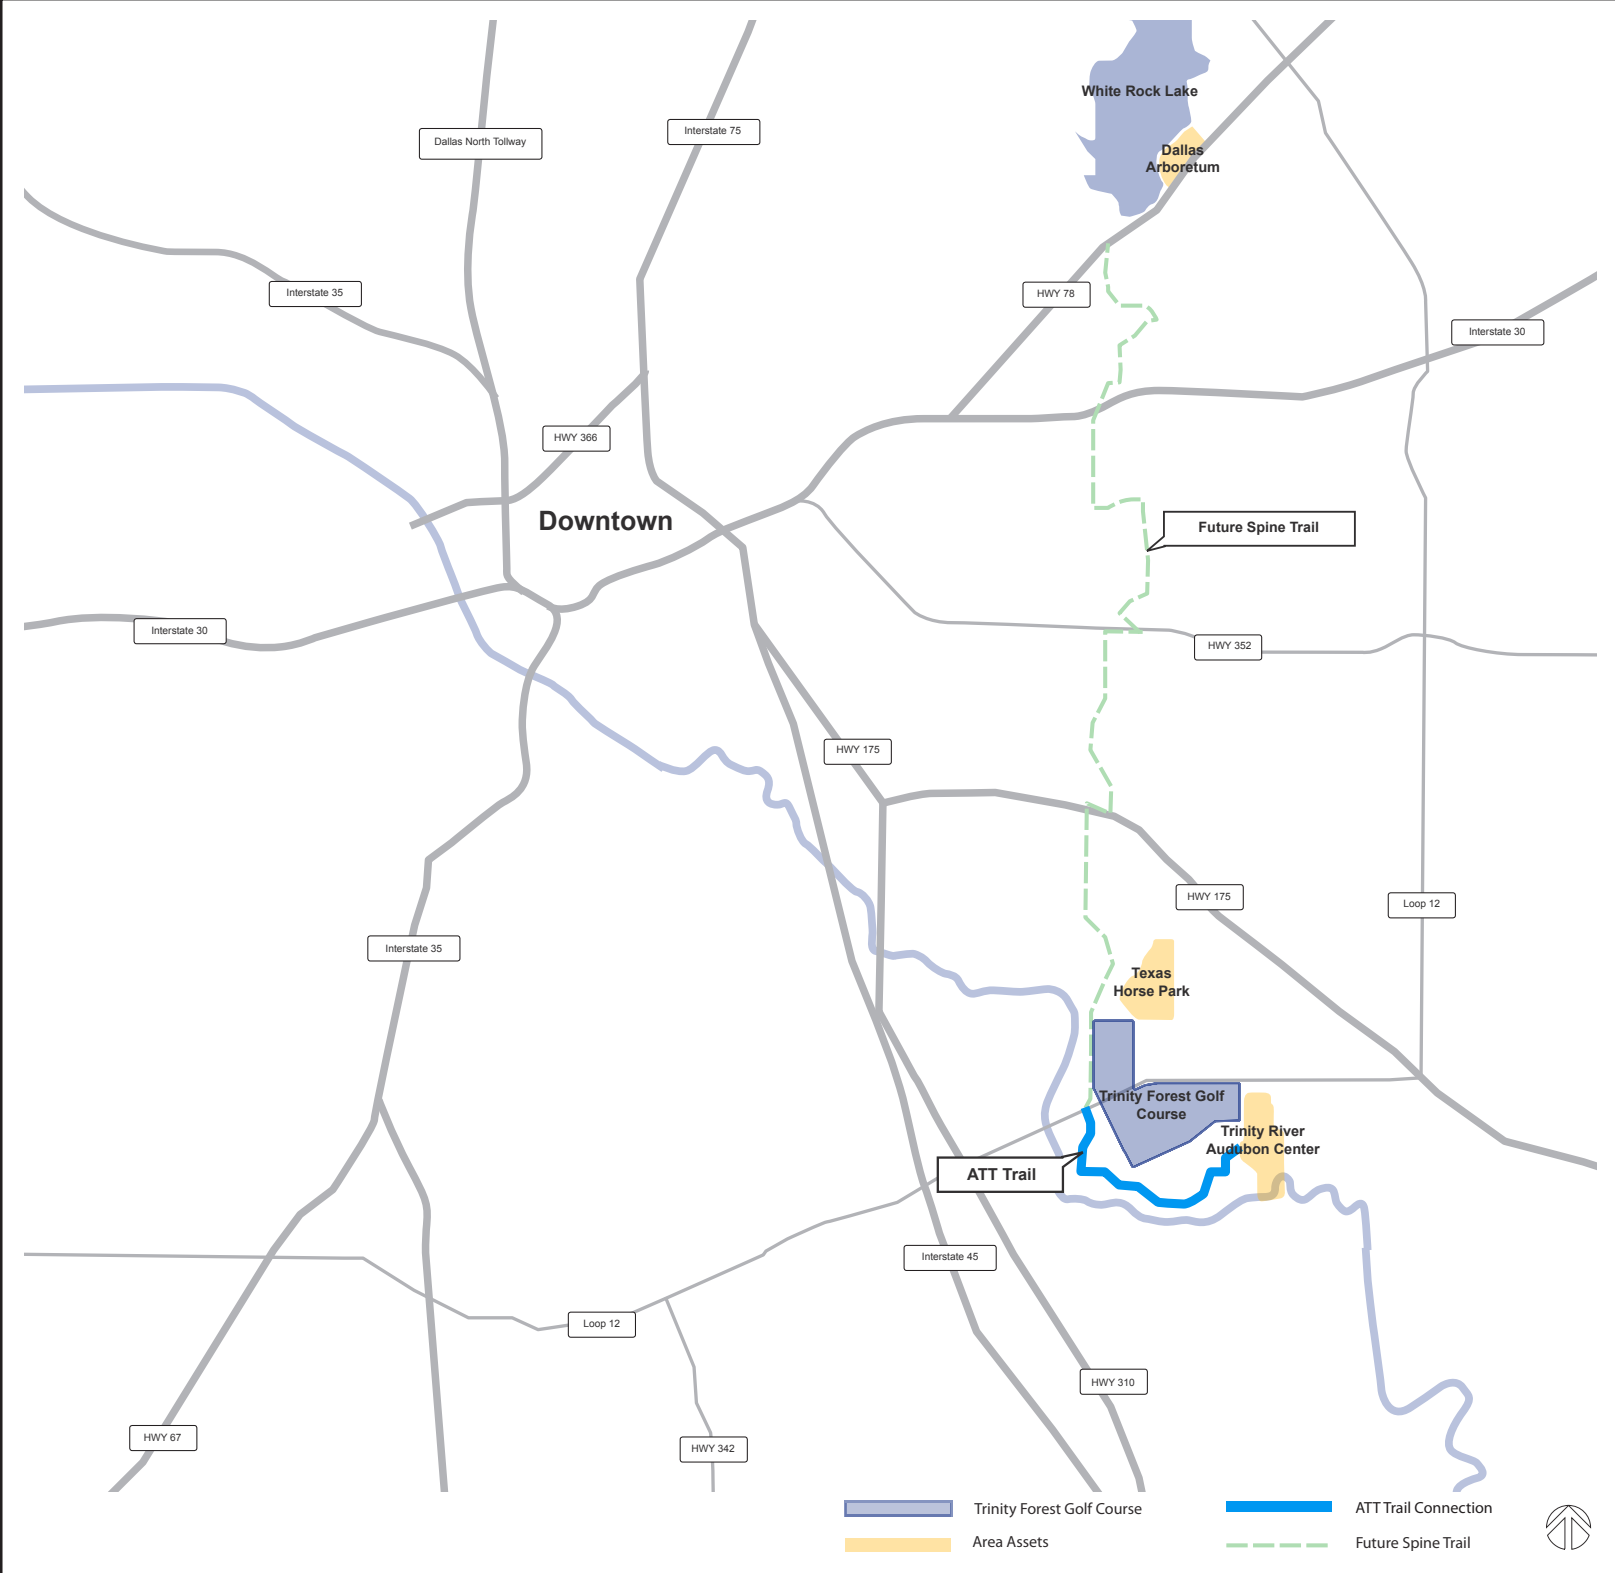 White Rock Lake
Dallas
Arboretum
Interstate 75
Dallas North Tollway
Interstate 35
HWY 78
Interstate 30
HWY 366
Downtown
Future Spine Trail
Interstate 30
HWY 352
HWY 175
HWY 175
Loop 12
Interstate 35
Texas
Horse Park
Trinity Forest Golf
Course
Trinity River
Audubon Center
ATT Trail
Interstate 45
Loop 12
HWY 310
HWY 67
HWY 342
Trinity Forest Golf Course
ATT Trail Connection
Area Assets
Future Spine Trail